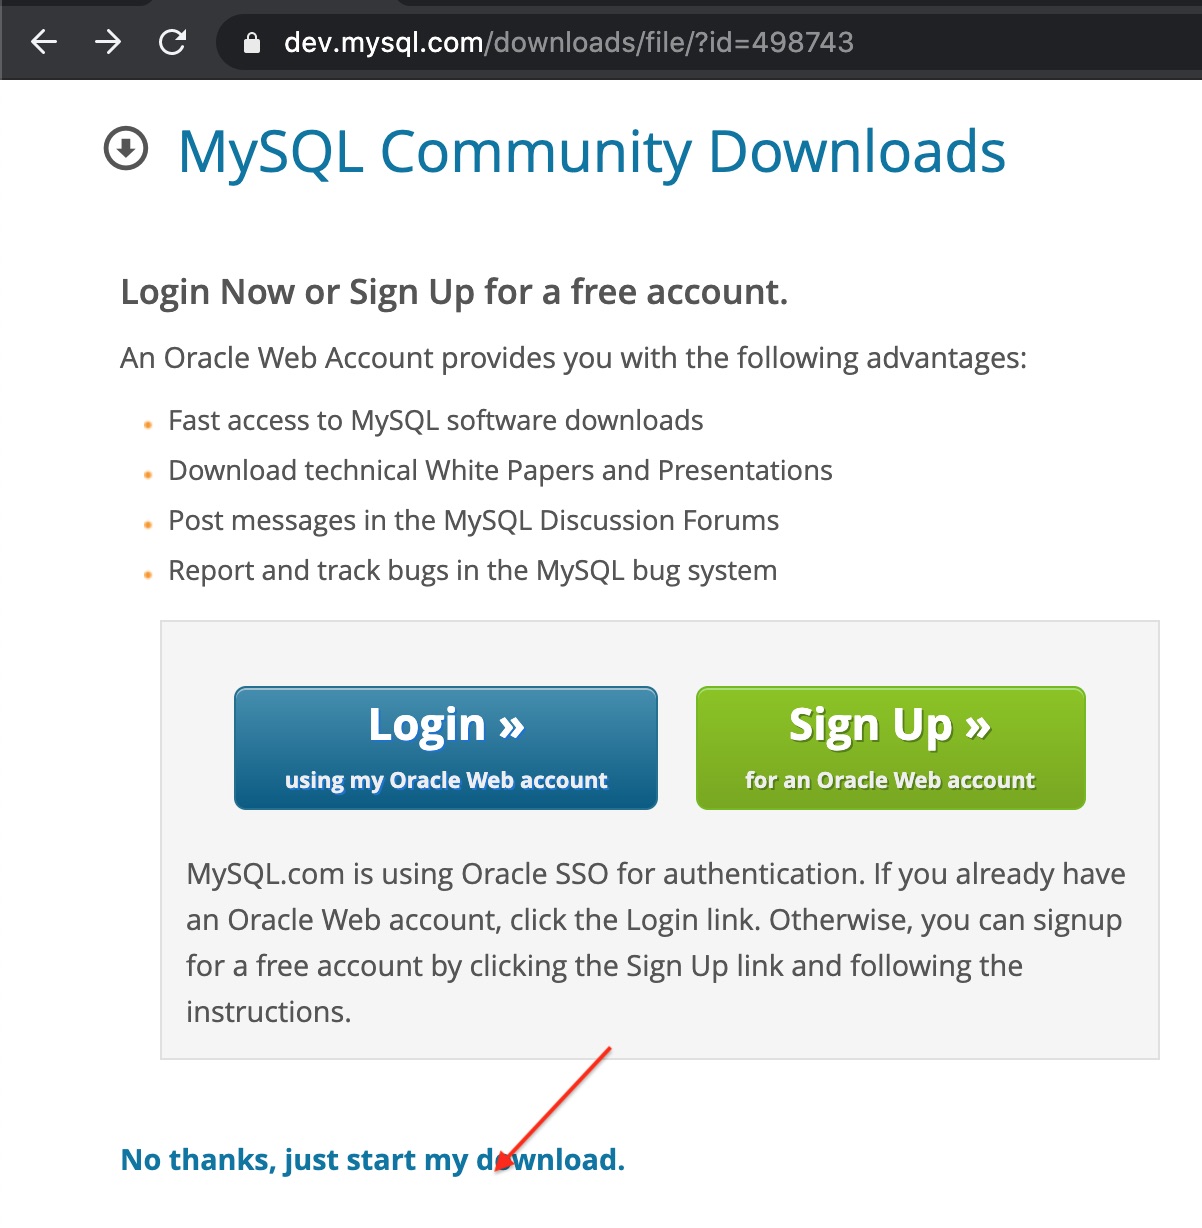 dev.mysql.com/downloads/file/?id=498743
MySQL Community Downloads
Login Now or Sign Up for a free account.
An Oracle Web Account provides you with the following advantages:
Fast access to MySQL software downloads
Download technical White Papers and Presentations
Post messages in the MySQL Discussion Forums
Report and track bugs in the MySQL bug system
Login »
using my Oracle Web account
Sign Up »
for an Oracle Web account
MySQL.com is using Oracle SSO for authentication. If you already have
an Oracle Web account, click the Login link. Otherwise, you can signup
for a free account by clicking the Sign Up link and following the
instructions.
No thanks, just start my download.